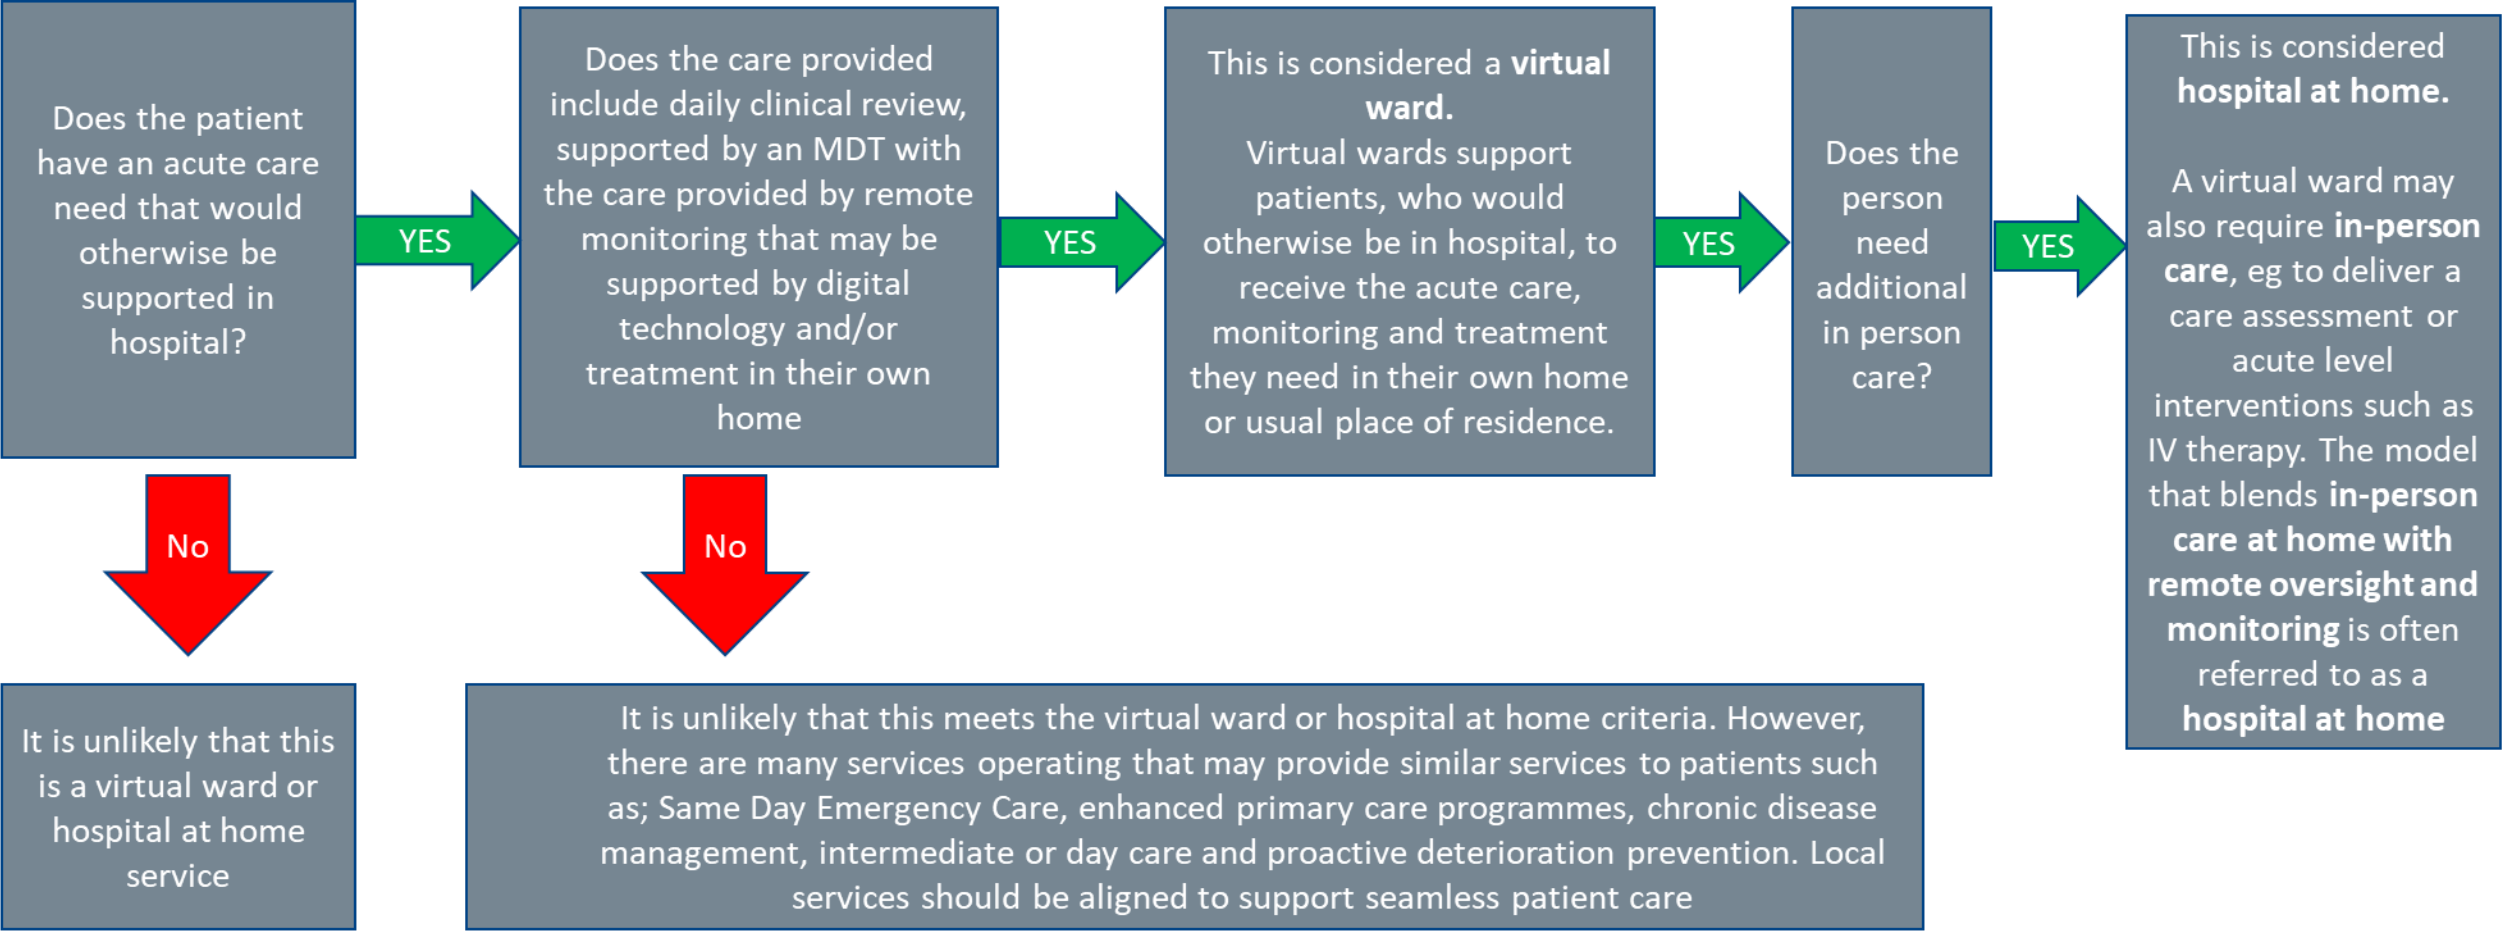 Does the patient
have an acute care
need that would
otherwise be
supported in
hospital?
YES
Does the care provided
include daily clinical review,
supported by an MDT with
the care provided by remote
monitoring that may be
supported by digital
technology and/or
treatment in their own
home
YES
This is considered a virtual
ward.
Virtual wards support
patients, who would
otherwise be in hospital, to
receive the acute care,
monitoring and treatment
they need in their own home
or usual place of residence.
YES
Does the
person
need
additional
in person
care?
YES
This is considered
hospital at home.
A virtual ward may
also require in-person
care, eg to deliver a
care assessment or
acute level
interventions such as
IV therapy. The model
that blends in-person
care at home with
remote oversight and
monitoring is often
referred to as a
hospital at home
No
No
It is unlikely that this
is a virtual ward or
hospital at home
service
It is unlikely that this meets the virtual ward or hospital at home criteria. However,
there are many services operating that may provide similar services to patients such
as; Same Day Emergency Care, enhanced primary care programmes, chronic disease
management, intermediate or day care and proactive deterioration prevention. Local
services should be aligned to support seamless patient care